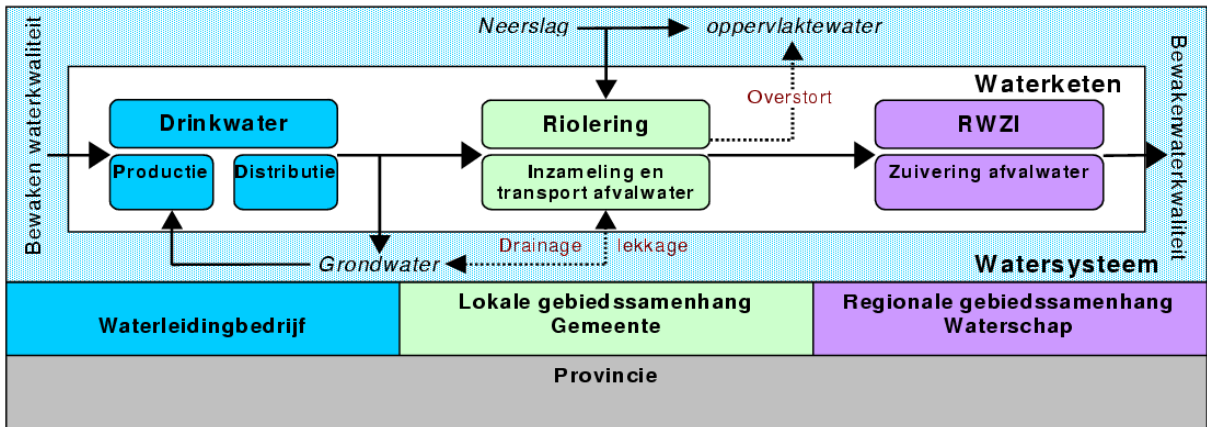 Neerslag
oppervlaktewater
Bewaken waterkwaliteit
Bewakenwaterkwaliteit
Waterketen
Overstort
Drinkwater
Riolering
RWZI
Productie
Distributie
Inzameling en
transport afvalwater
Zuivering afvalwater
Drainage
lekkage
Grondwater
Watersysteem
Waterleidingbedrijf
Lokale gebiedssamenhang
Gemeente
Regionale gebiedssamenhang
Waterschap
Provincie